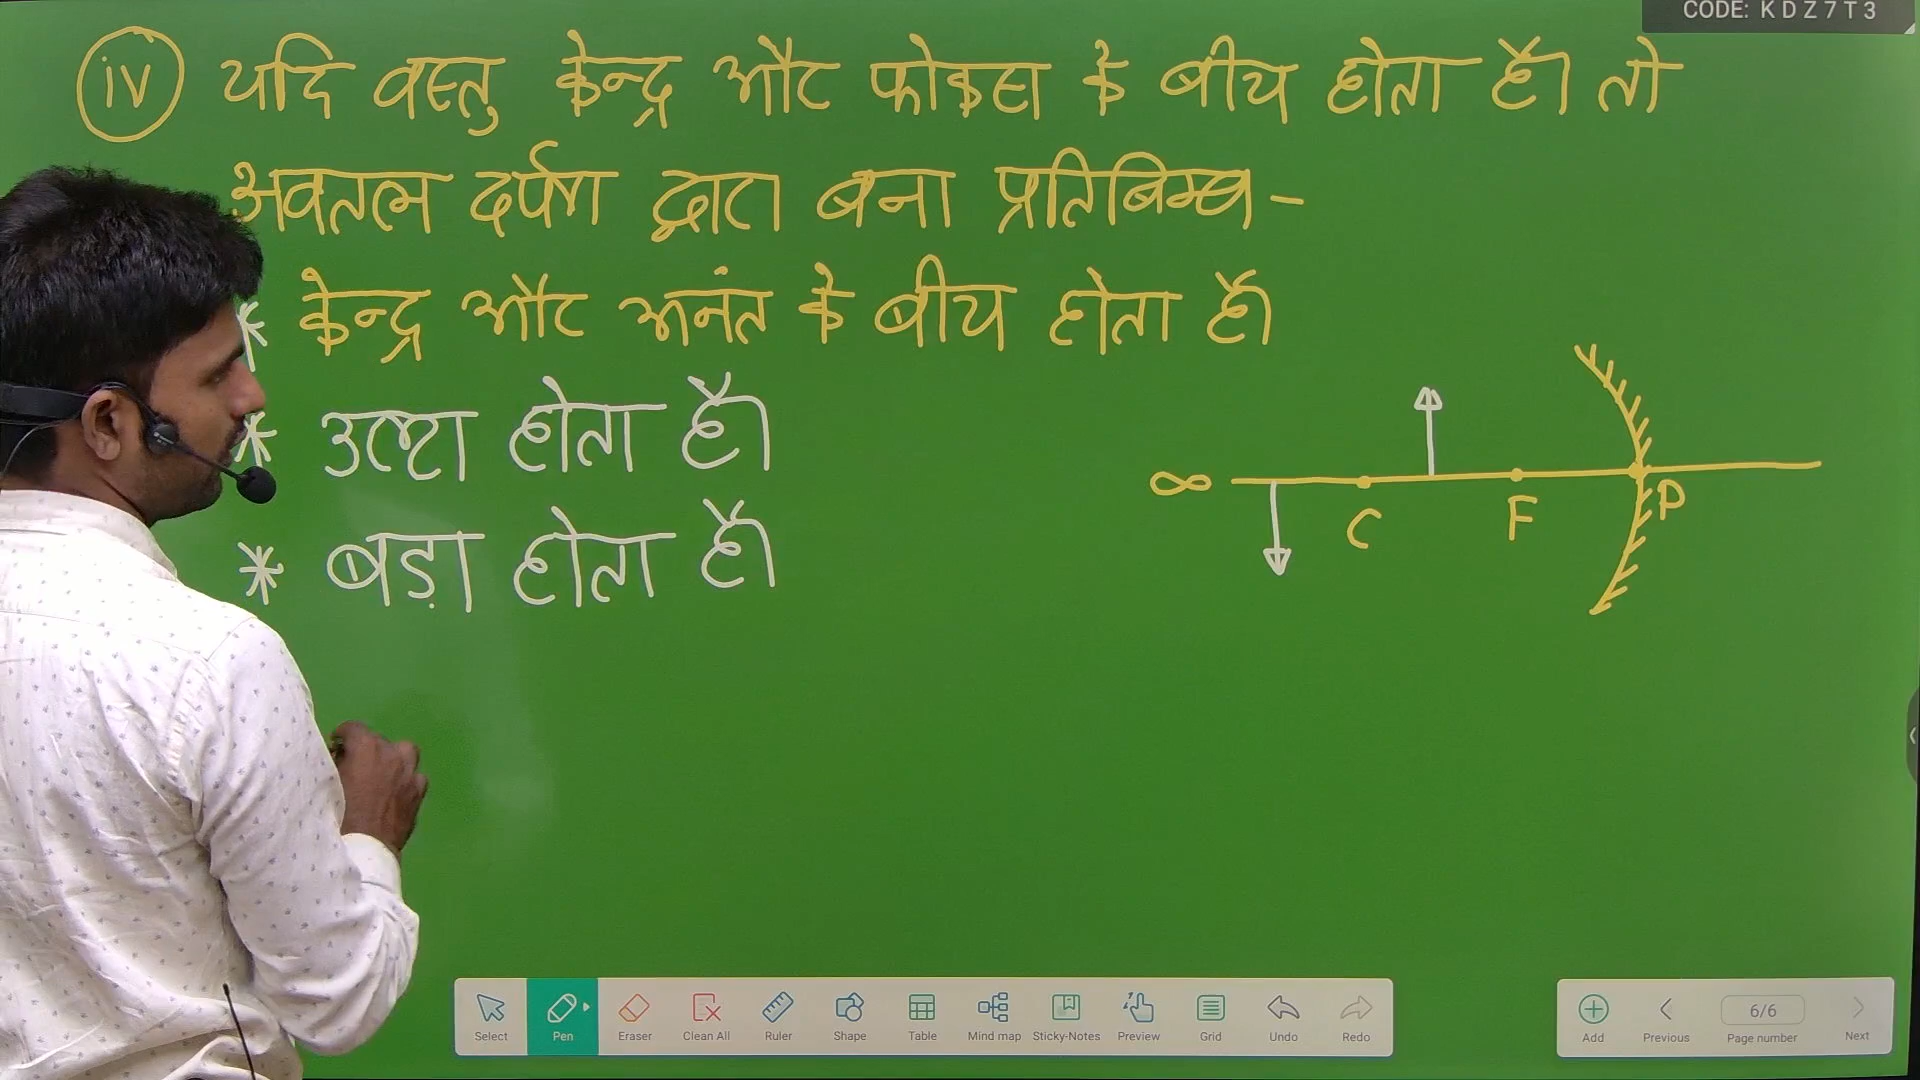 CODE: KDZ7T3
iv यदि वस्तु केन्द्र और फोकस के बीच होता है। तो
अवतल दर्पण द्वारा बना प्रतिबिम्ब -
* केन्द्र और अनंत के बीच होता है।
* उल्टा होता है।
* बड़ा होता है।
∞ C F P
Select Pen Eraser Clean All Ruler Shape Table Mind map Sticky-Notes Preview Grid Undo Redo
Add Previous 6/6 Page number Next